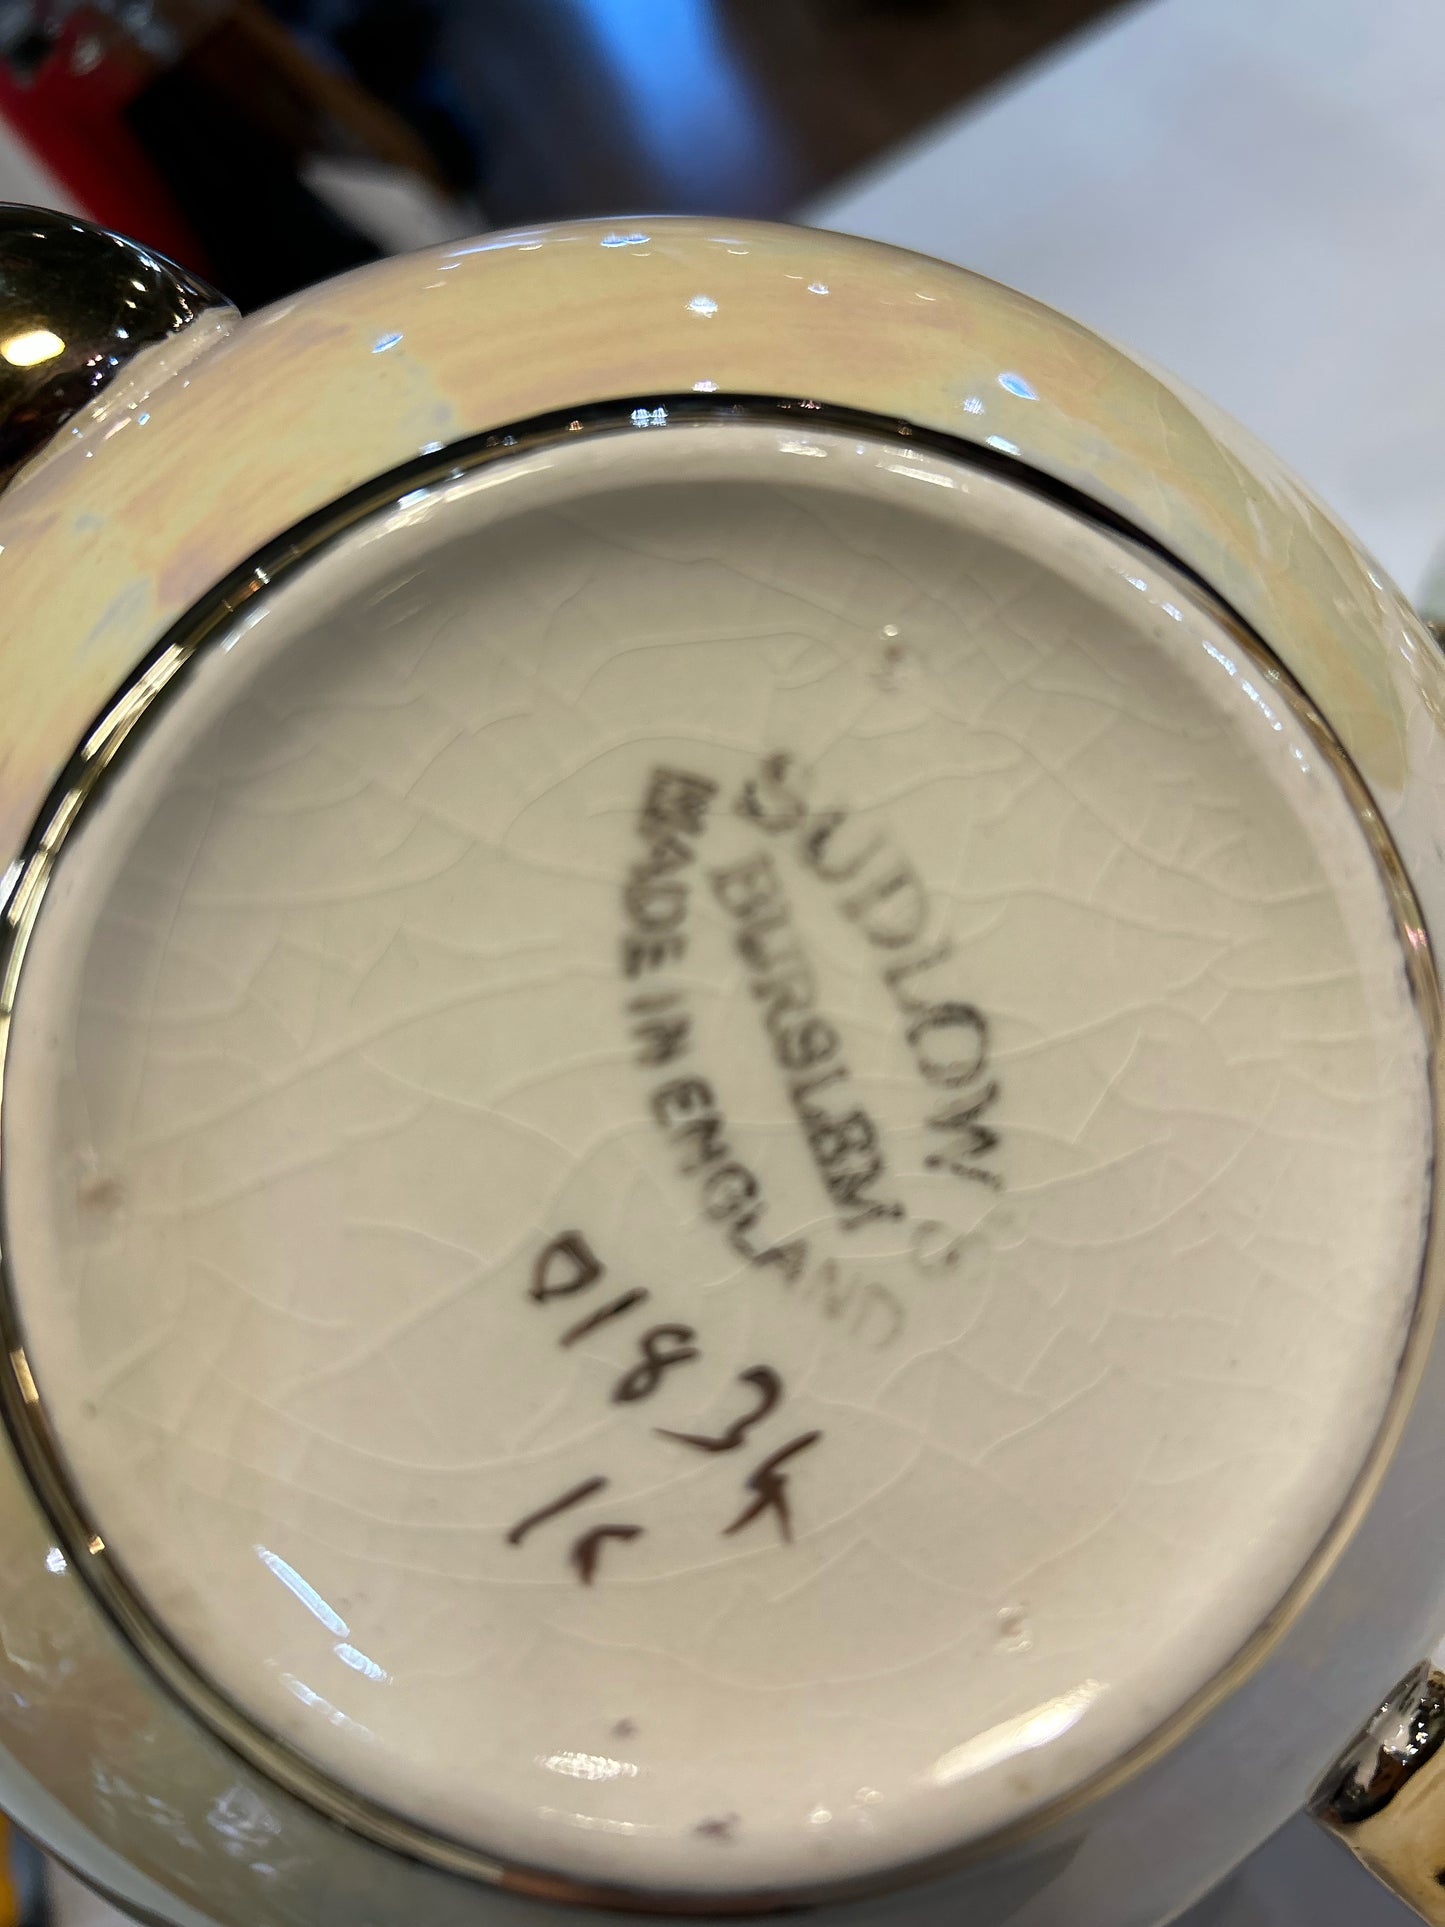 SUDLOW
BURSLEM
MADE IN ENGLAND
D1834